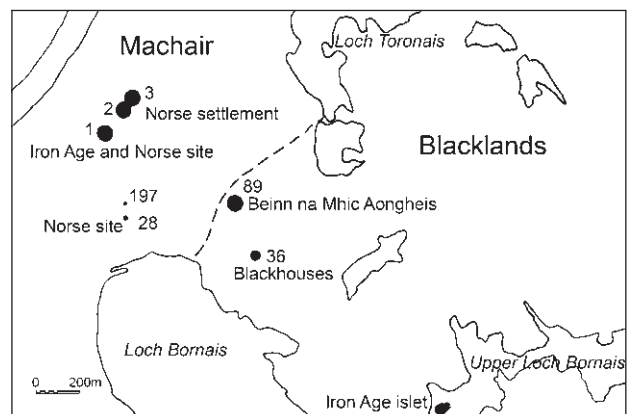 Machair
Loch Toronais
3
2
Norse settlement
1
Iron Age and Norse site
Blacklands
89
Beinn na Mhic Aongheis
197
Norse site
28
36
Blackhouses
Loch Bornais
Upper Loch Bornais
0 200m
Iron Age islet